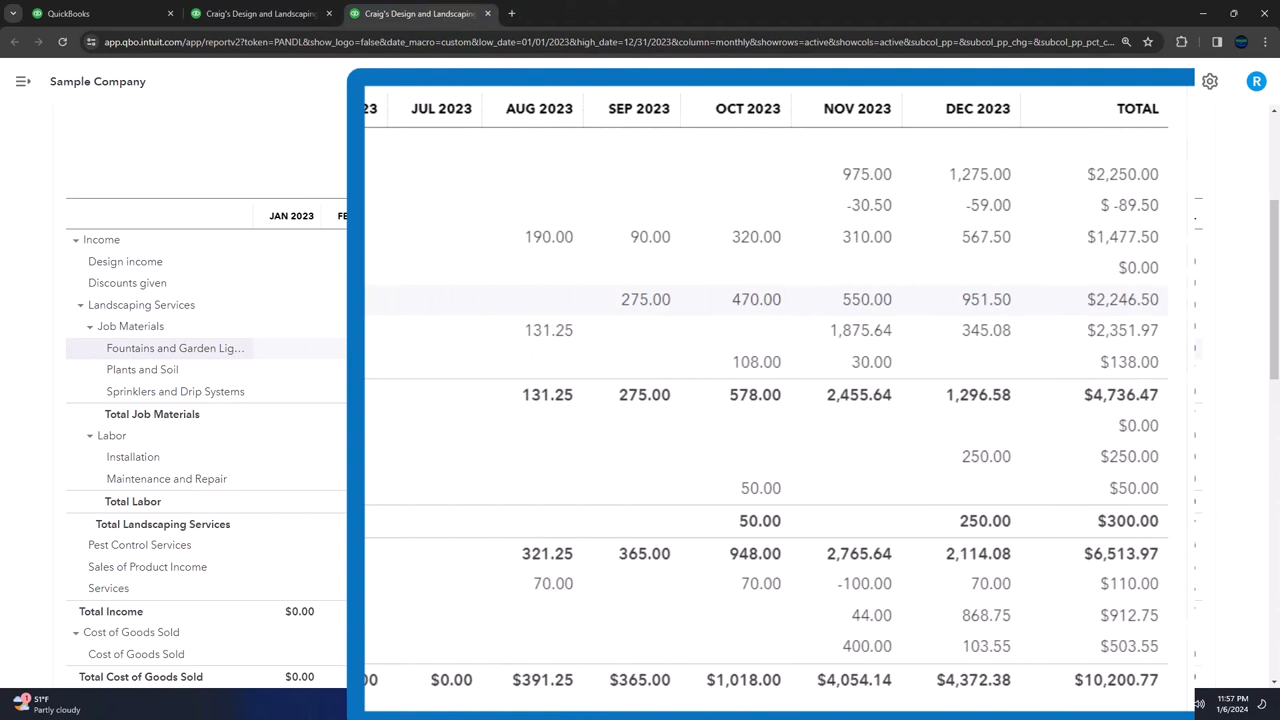 QuickBooks
Craig's Design and Landscaping
Craig's Design and Landscaping
app.qbo.intuit.com/app/reportv2?token=PANDL&show_logo=false&date_macro=custom&low_date=01/01/2023&high_date=12/31/2023&column=monthly&showrows=active&showcols=active&subcol_pp=&subcol_pp_chg=&subcol_pp_pct_c...
Sample Company
R
23 JUL 2023 AUG 2023 SEP 2023 OCT 2023 NOV 2023 DEC 2023 TOTAL
975.00 1,275.00 $2,250.00
-30.50 -59.00 $ -89.50
190.00 90.00 320.00 310.00 567.50 $1,477.50
$0.00
275.00 470.00 550.00 951.50 $2,246.50
131.25 1,875.64 345.08 $2,351.97
108.00 30.00 $138.00
131.25 275.00 578.00 2,455.64 1,296.58 $4,736.47
$0.00
250.00 $250.00
50.00 $50.00
50.00 250.00 $300.00
321.25 365.00 948.00 2,765.64 2,114.08 $6,513.97
70.00 70.00 -100.00 70.00 $110.00
44.00 868.75 $912.75
400.00 103.55 $503.55
00 $0.00 $391.25 $365.00 $1,018.00 $4,054.14 $4,372.38 $10,200.77
JAN 2023 FE
Income
Design income
Discounts given
Landscaping Services
Job Materials
Fountains and Garden Lig...
Plants and Soil
Sprinklers and Drip Systems
Total Job Materials
Labor
Installation
Maintenance and Repair
Total Labor
Total Landscaping Services
Pest Control Services
Sales of Product Income
Services
Total Income $0.00
Cost of Goods Sold
Cost of Goods Sold
Total Cost of Goods Sold $0.00
1
51°F
Partly cloudy
11:57 PM
1/6/2024